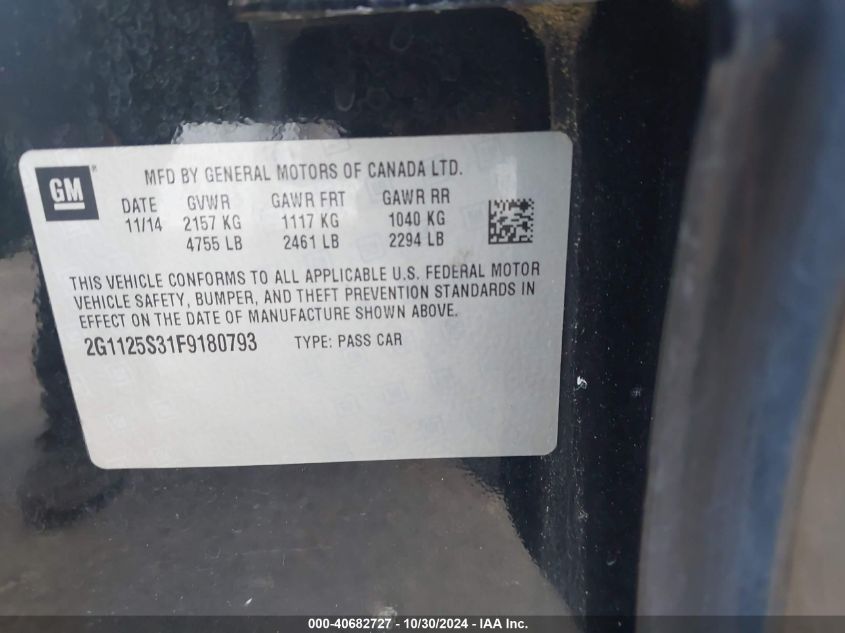 GM ®
MFD BY GENERAL MOTORS OF CANADA LTD.
DATE GVWR GAWR FRT GAWR RR
11/14 2157 KG 1117 KG 1040 KG
4755 LB 2461 LB 2294 LB
THIS VEHICLE CONFORMS TO ALL APPLICABLE U.S. FEDERAL MOTOR
VEHICLE SAFETY, BUMPER, AND THEFT PREVENTION STANDARDS IN
EFFECT ON THE DATE OF MANUFACTURE SHOWN ABOVE.
2G1125S31F9180793 TYPE: PASS CAR
000-40682727 - 10/30/2024 - IAA Inc.